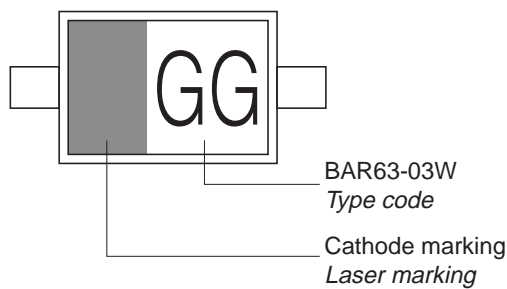 GG
BAR63-03W
Type code
Cathode marking
Laser marking